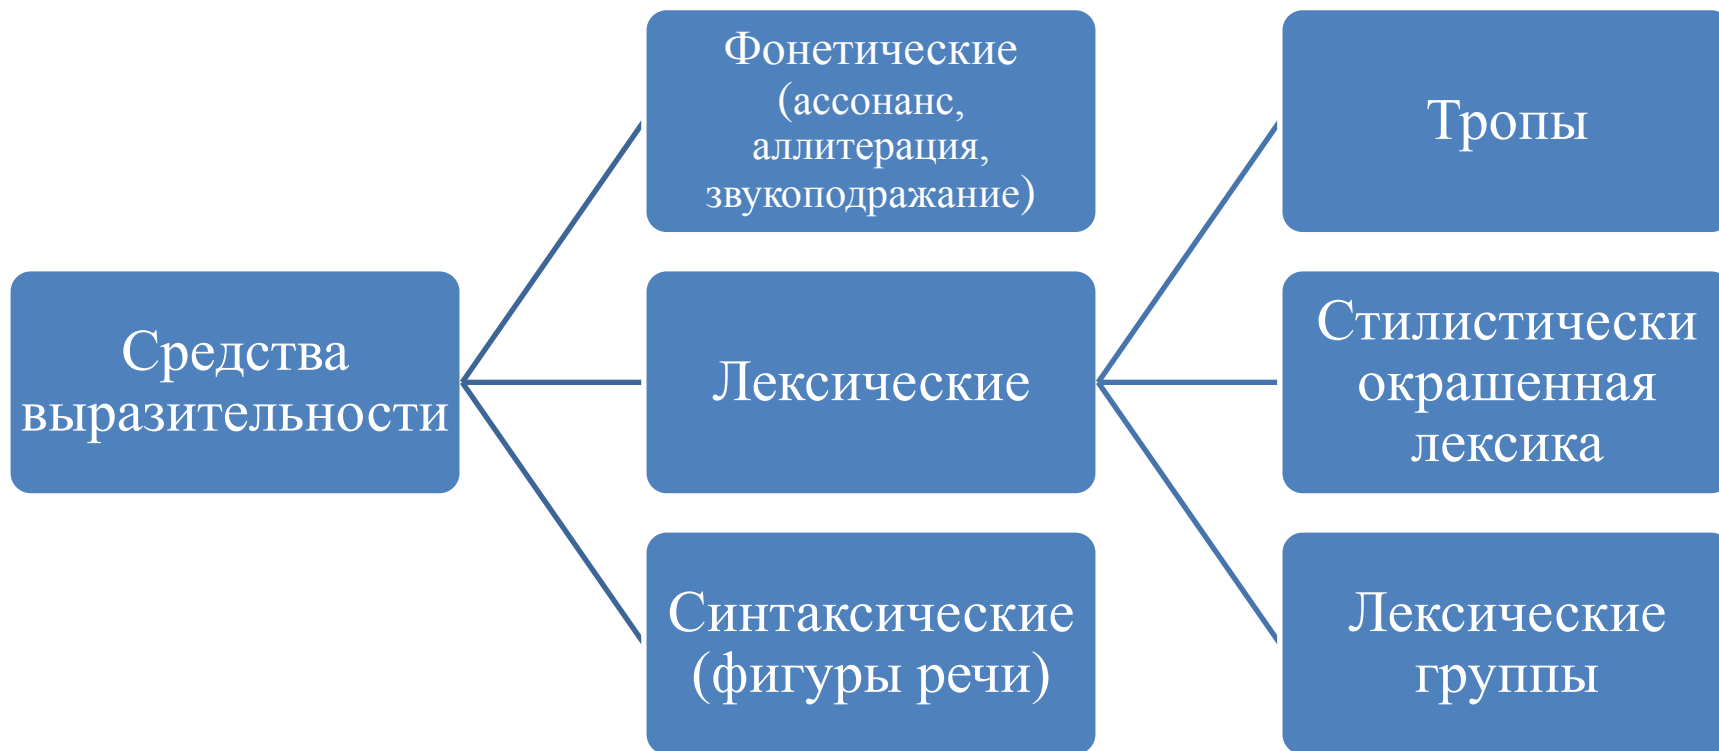 Средства
выразительности
Фонетические
(ассонанс,
аллитерация,
звукоподражание)
Лексические
Синтаксические
(фигуры речи)
Тропы
Стилистически
окрашенная
лексика
Лексические
группы